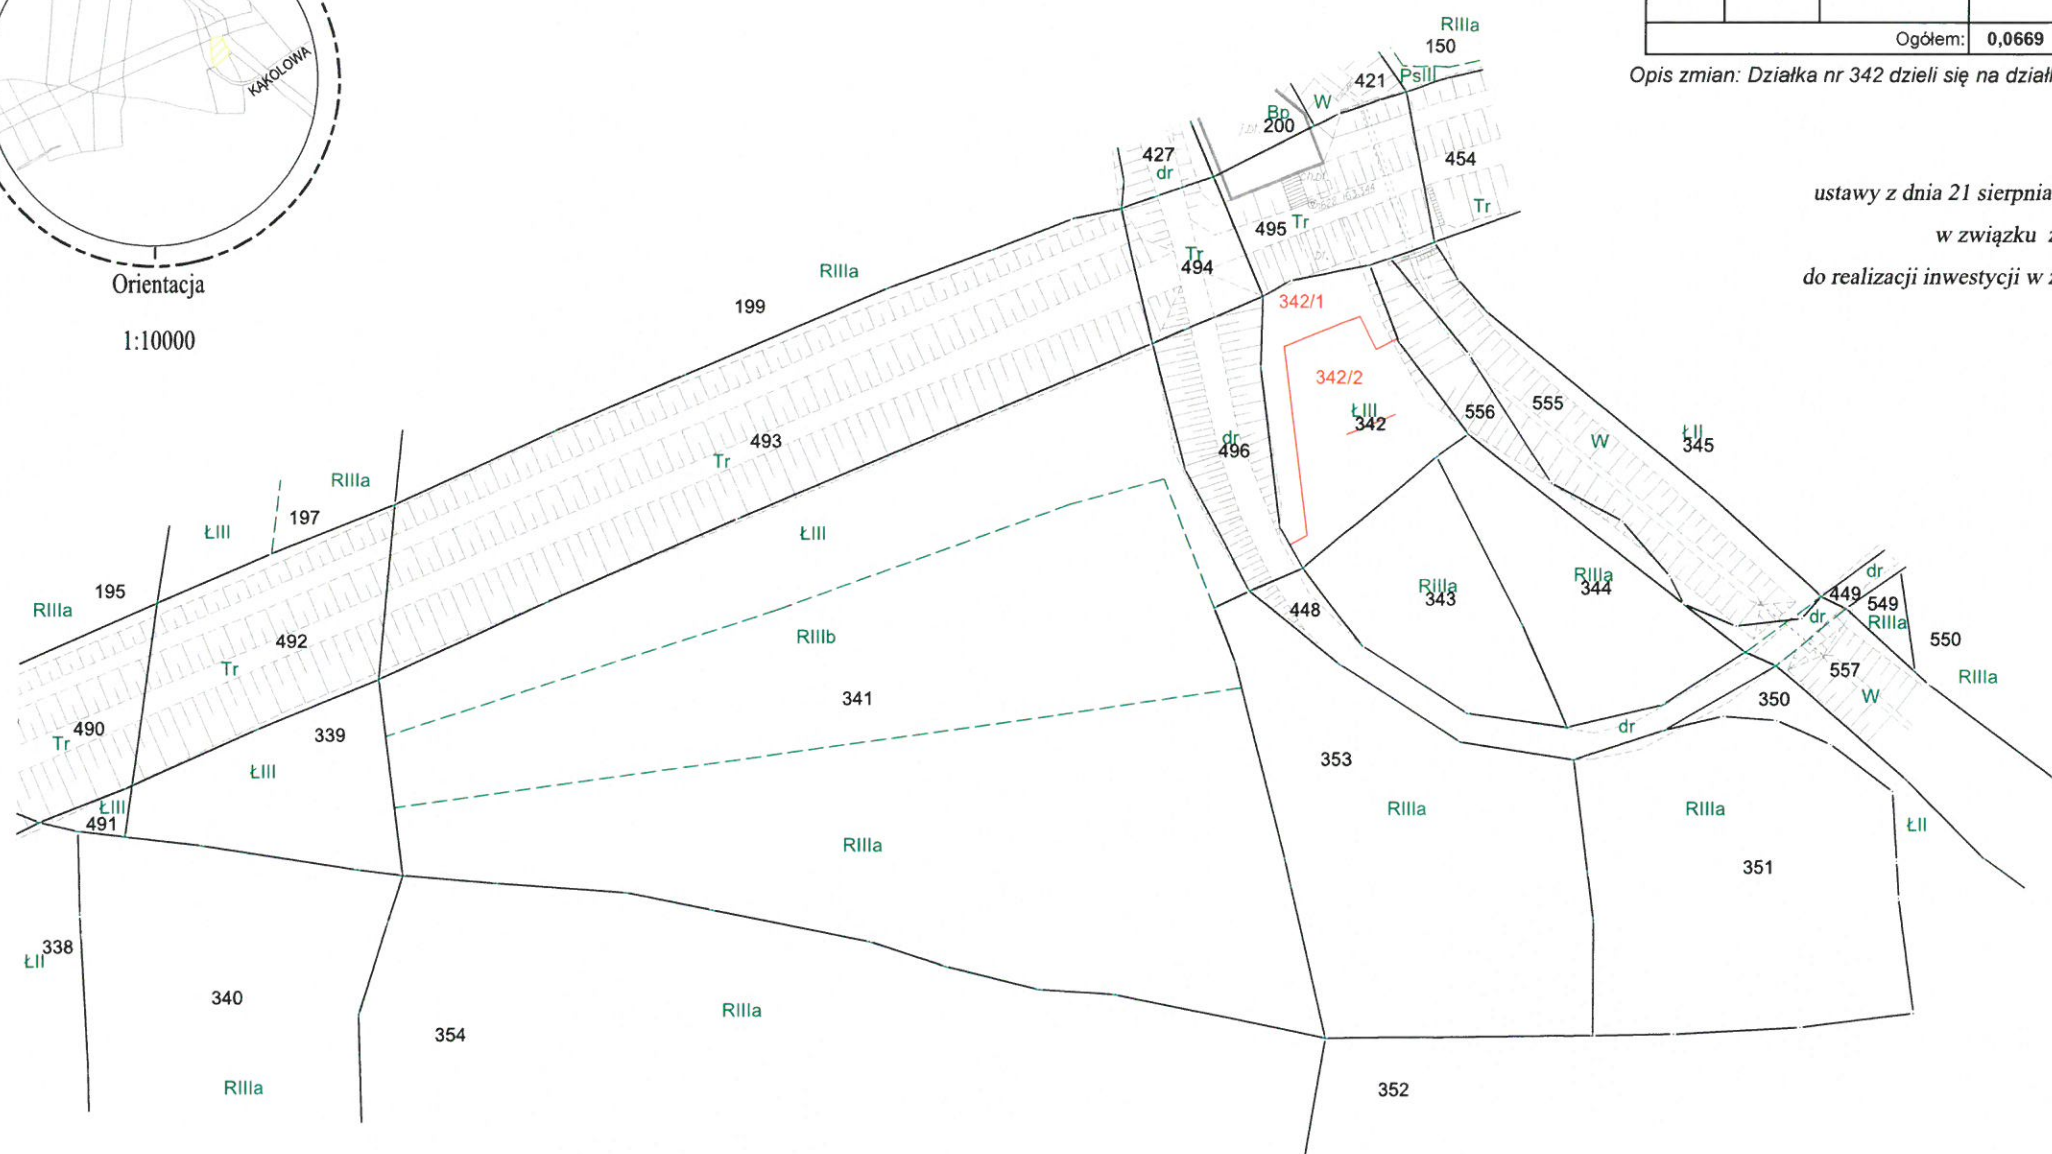 KĄKOLOWA
Orientacja
1:10000
Ogółem: 0,0669
Opis zmian: Działka nr 342 dzieli się na
ustawy z dnia 21 sierpnia
w związku
do realizacji inwestycji w
RIIIa
150
421
PsIII
W
Bp
200
454
427
dr
Tr
495
Tr
Tr
494
RIIIa
199
342/1
342/2
ŁIII
342
556
555
W
ŁII
345
493
Tr
dr
496
RIIIa
197
ŁIII
ŁIII
195
RIIIa
492
Tr
490
Tr
339
ŁIII
ŁIII
491
RIIIb
341
RIIIa
448
RIIIa
343
RIIIa
344
dr
449
549
RIIIa
dr
550
RIIIa
557
W
350
dr
353
RIIIa
RIIIa
351
ŁII
338
ŁII
340
RIIIa
354
RIIIa
352